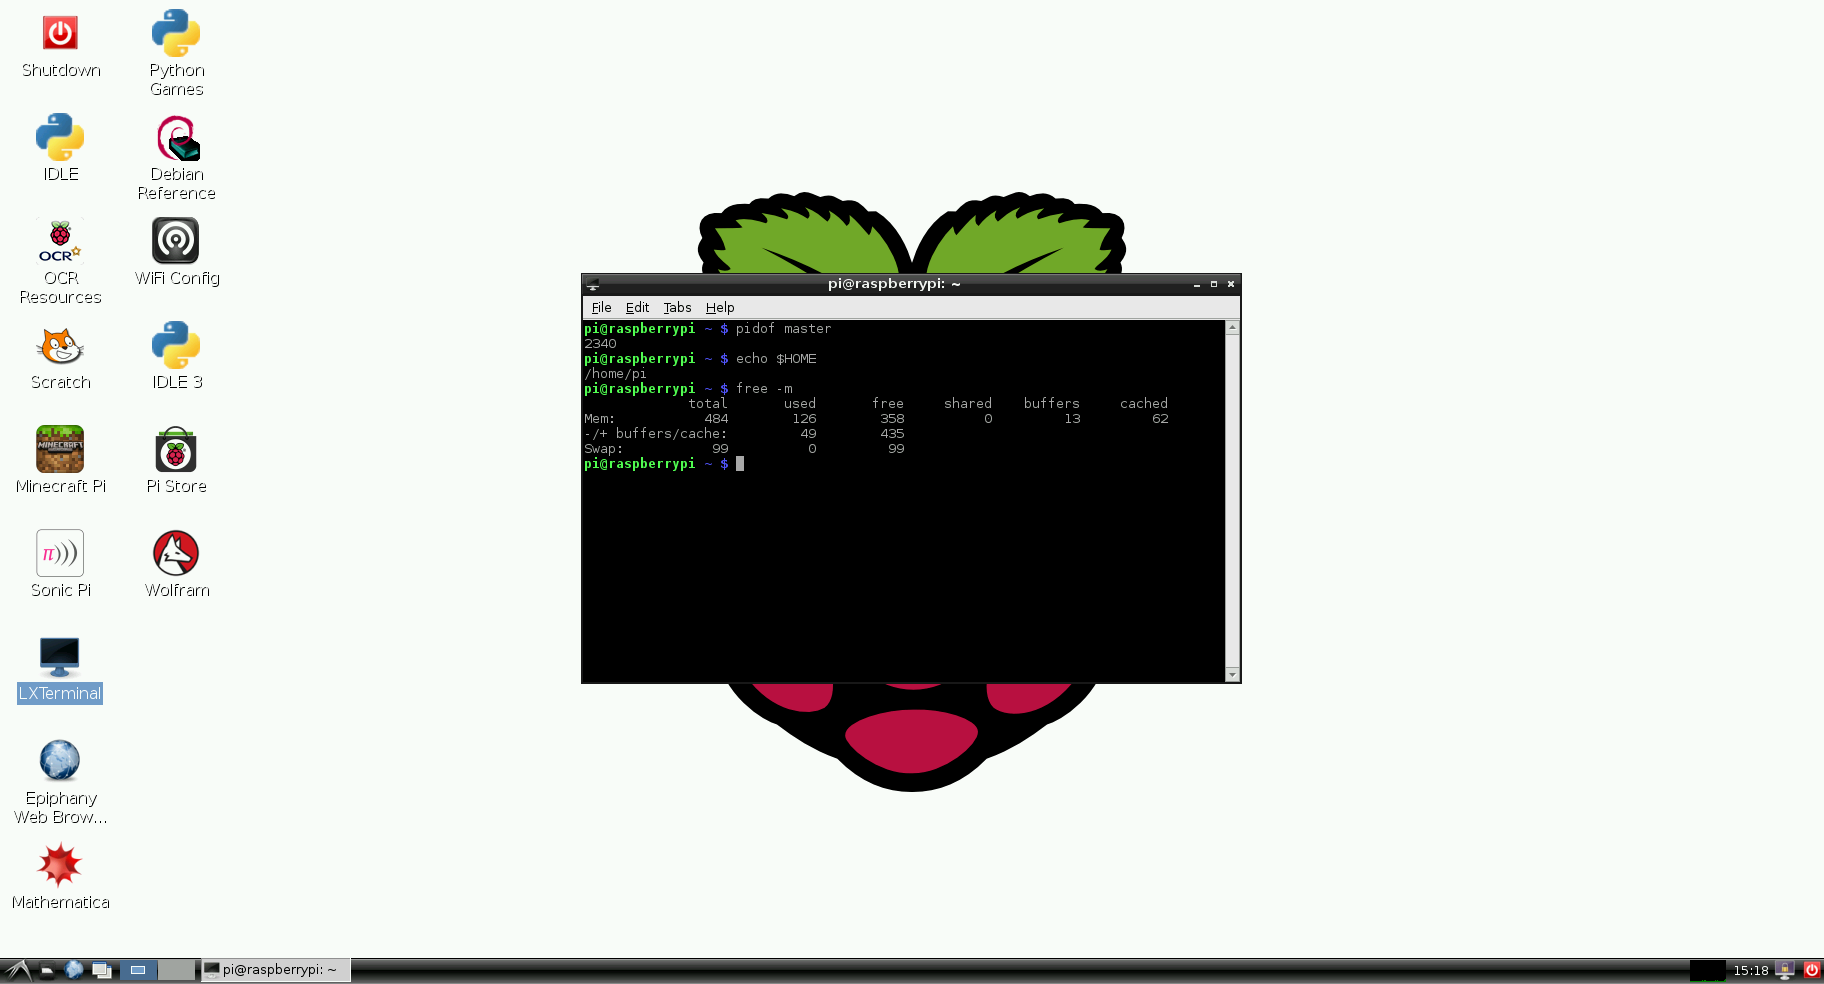 Shutdown
Python
Games
IDLE
Debian
Reference
OCR
OCR
Resources
WiFi Config
Scratch
IDLE 3
MINECRAFT
Minecraft Pi
Pi Store
π)))
Sonic Pi
Wolfram
LXTerminal
Epiphany
Web Brow...
Mathematica
pi@raspberrypi: ~
File Edit Tabs Help
pi@raspberrypi ~ $ pidof master
2340
pi@raspberrypi ~ $ echo $HOME
/home/pi
pi@raspberrypi ~ $ free -m
total used free shared buffers cached
Mem: 484 126 358 0 13 62
-/+ buffers/cache: 49 435
Swap: 99 0 99
pi@raspberrypi ~ $
pi@raspberrypi: ~
15:18